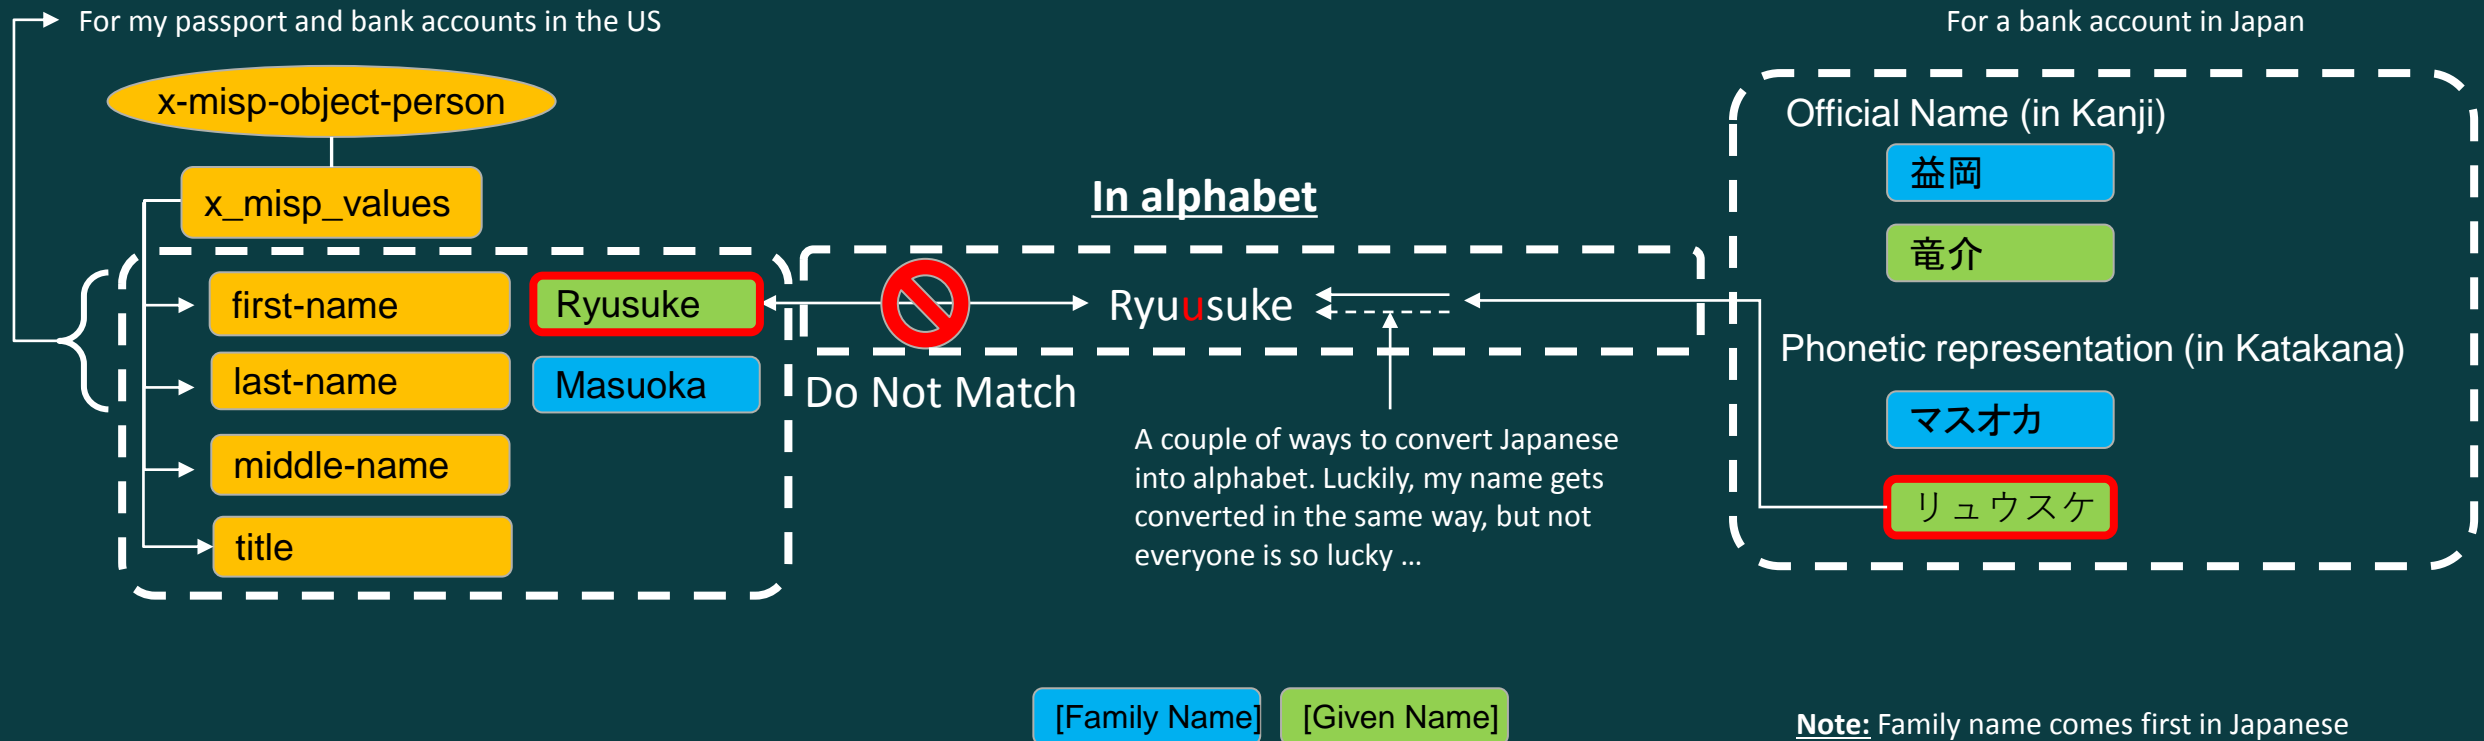 For my passport and bank accounts in the US
For a bank account in Japan
x-misp-object-person
x_misp_values
first-name
Ryusuke
last-name
Masuoka
middle-name
title
In alphabet
Ryuusuke
Do Not Match
A couple of ways to convert Japanese
into alphabet. Luckily, my name gets
converted in the same way, but not
everyone is so lucky ...
Official Name (in Kanji)
益岡
竜介
Phonetic representation (in Katakana)
マスオカ
リュウスケ
[Family Name]
[Given Name]
Note: Family name comes first in Japanese